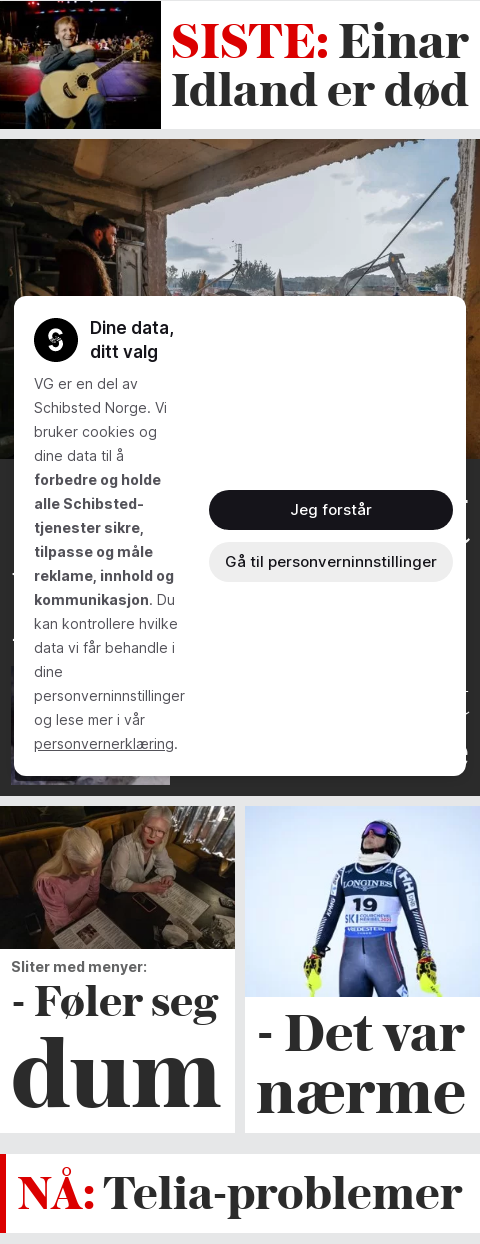 SISTE: Einar
Idland er død
Dine data,
ditt valg
VG er en del av
Schibsted Norge. Vi
bruker cookies og
dine data til å
forbedre og holde
alle Schibsted-
tjenester sikre,
tilpasse og måle
reklame, innhold og
kommunikasjon. Du
kan kontrollere hvilke
data vi får behandle i
dine
personverninnstillinger
og lese mer i vår
personvernerklæring.
Jeg forstår
Gå til personverninnstillinger
LONGINES
19
SKI
Sliter med menyer:
- Føler seg
dum
- Det var
nærme
NÅ: Telia-problemer